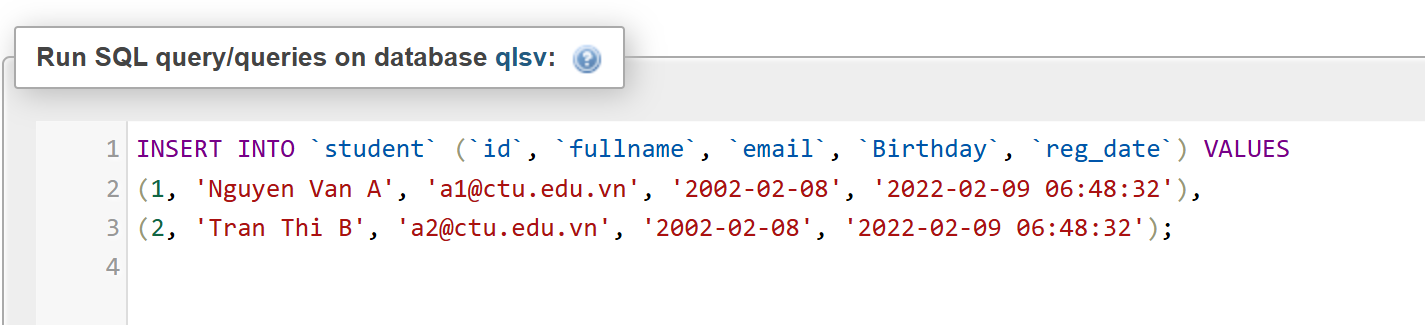 Run SQL query/queries on database qlsv:
1 INSERT INTO `student` (`id`, `fullname`, `email`, `Birthday`, `reg_date`) VALUES
2 (1, 'Nguyen Van A', 'a1@ctu.edu.vn', '2002-02-08', '2022-02-09 06:48:32'),
3 (2, 'Tran Thi B', 'a2@ctu.edu.vn', '2002-02-08', '2022-02-09 06:48:32');
4